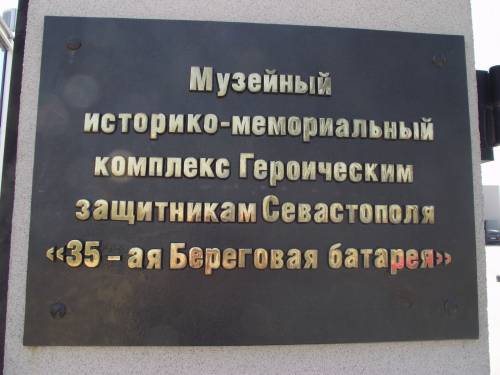 Музейный
историко-мемориальный
комплекс Героическим
защитникам Севастополя
«35 – ая Береговая батарея»